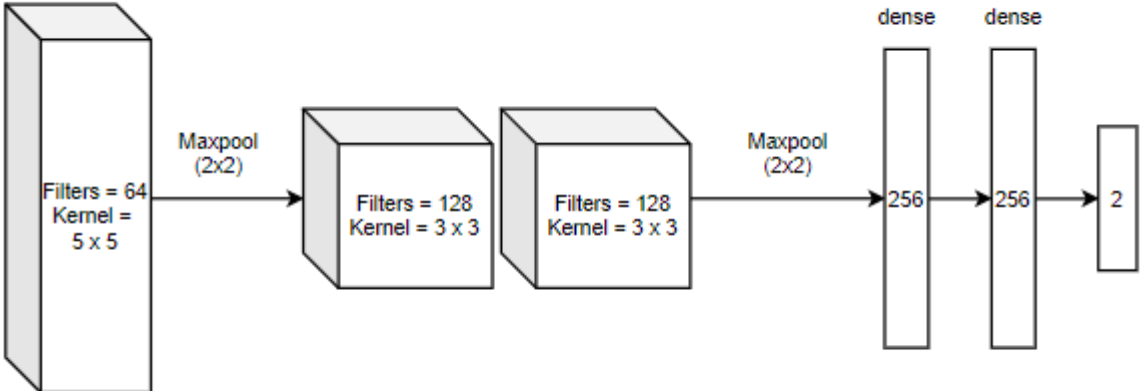 Filters = 64
Kernel =
5 x 5
Maxpool
(2x2)
Filters = 128
Kernel = 3 x 3
Filters = 128
Kernel = 3 x 3
Maxpool
(2x2)
dense
256
dense
256
2